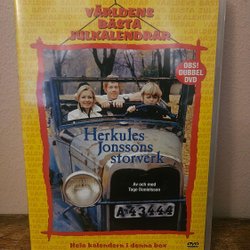 VÄRLDENS
BÄSTA
JULKALENDRAR
OBS!
DUBBEL
DVD
Herkules
Jonssons
storverk
Av och med
Tage Danielsson
A 43444
Hela kalendern i denna box
DVD